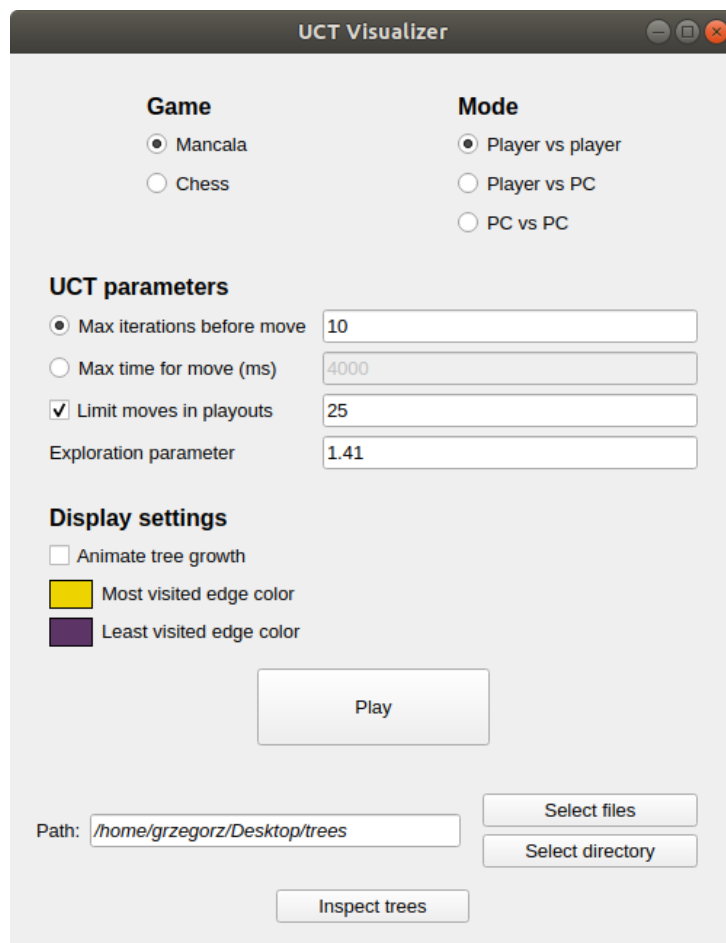 UCT Visualizer
Game
Mancala
Chess
Mode
Player vs player
Player vs PC
PC vs PC
UCT parameters
Max iterations before move 10
Max time for move (ms) 4000
Limit moves in playouts 25
Exploration parameter 1.41
Display settings
Animate tree growth
Most visited edge color
Least visited edge color
Play
Path: /home/grzegorz/Desktop/trees
Select files
Select directory
Inspect trees